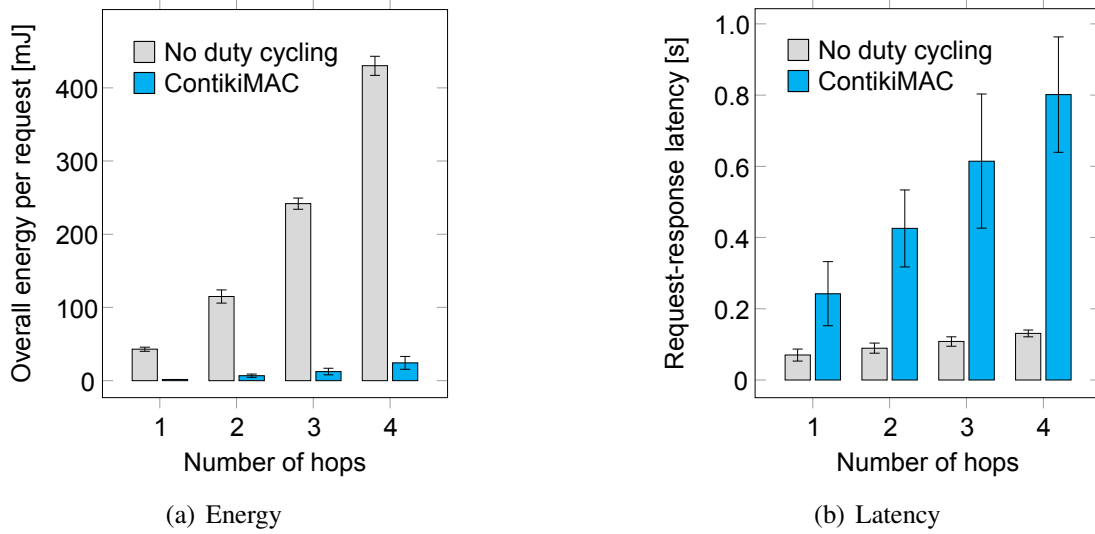 Overall energy per request [mJ]
400
300
200
100
0
No duty cycling
ContikiMAC
1 2 3 4
Number of hops
(a) Energy
Request-response latency [s]
1.0
0.8
0.6
0.4
0.2
0
No duty cycling
ContikiMAC
1 2 3 4
Number of hops
(b) Latency